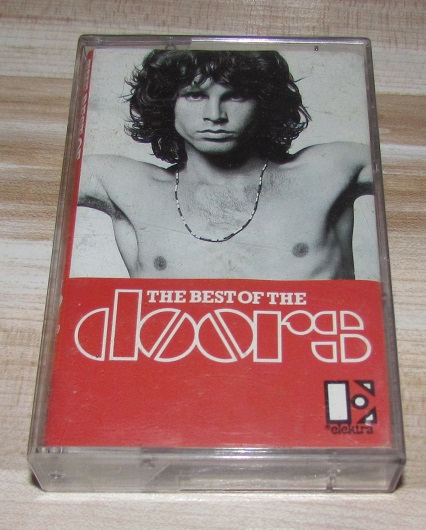 THE BEST OF THE
doors
elektra